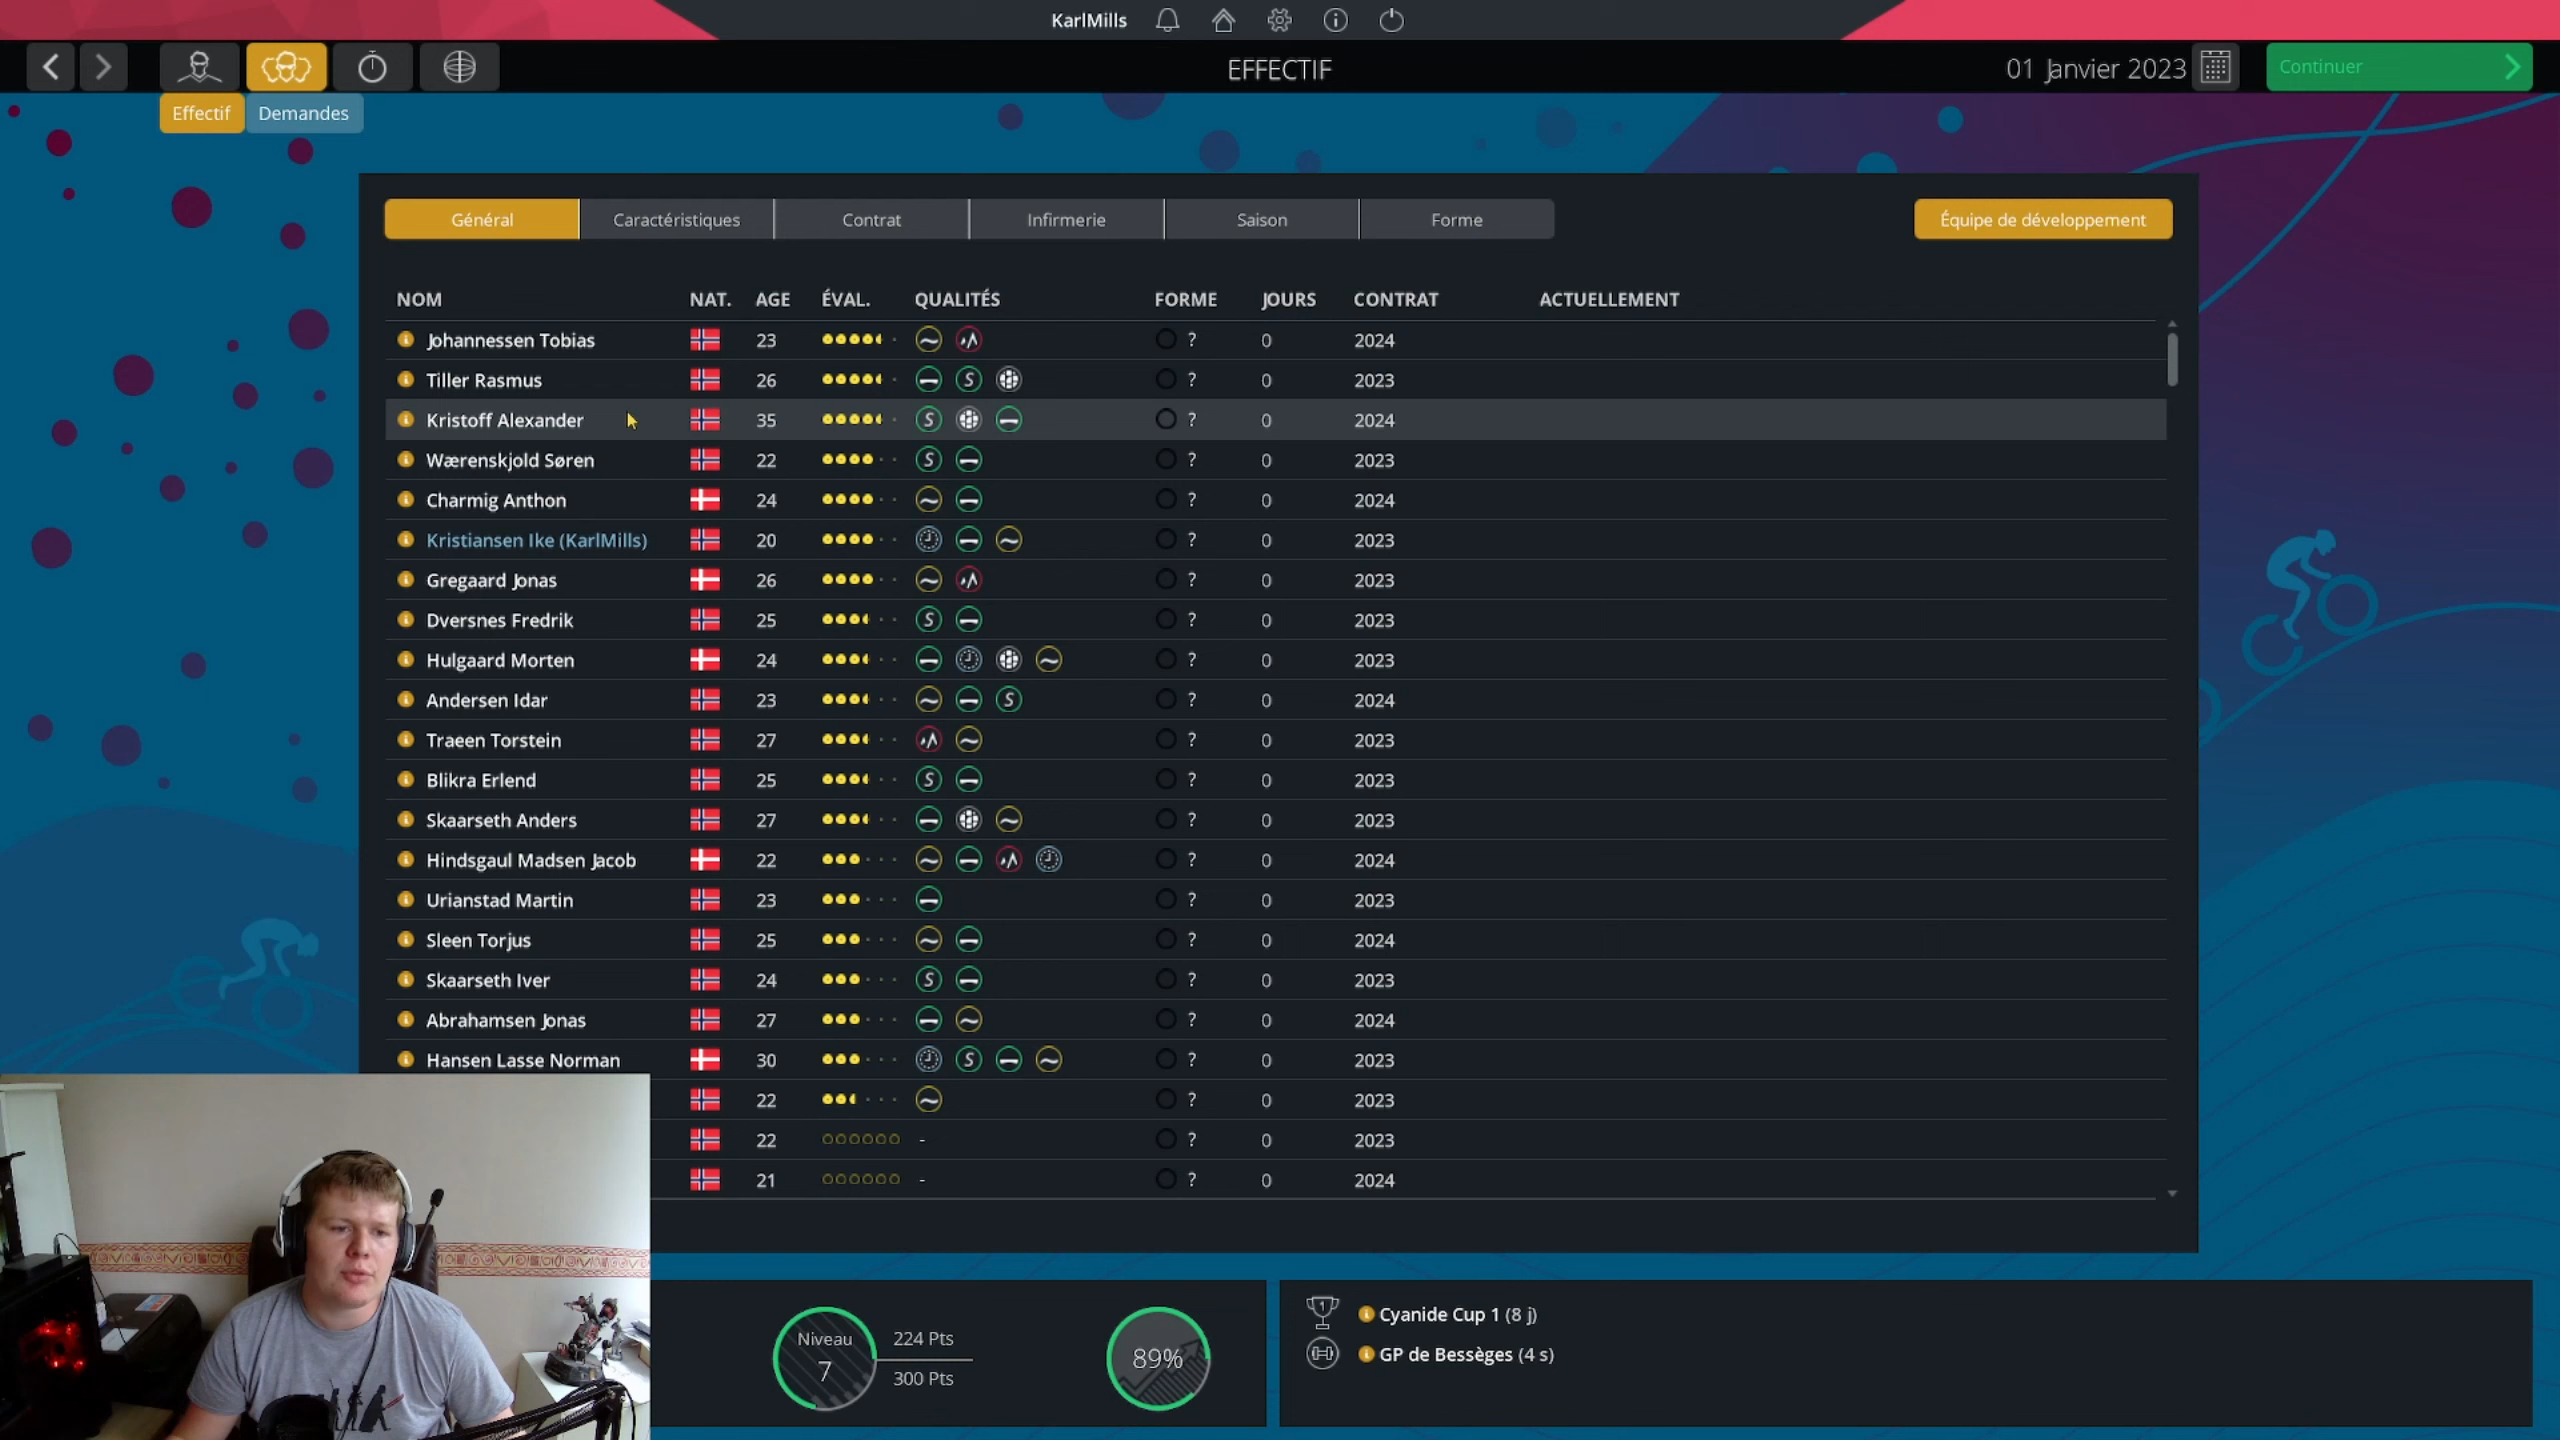 KarlMills
EFFECTIF
01 Janvier 2023
Continuer
Effectif Demandes
Général Caractéristiques Contrat Infirmerie Saison Forme Équipe de développement
NOM NAT. AGE ÉVAL. QUALITÉS FORME JOURS CONTRAT ACTUELLEMENT
Johannessen Tobias 23 ? 0 2024
Tiller Rasmus 26 S ? 0 2023
Kristoff Alexander 35 S ? 0 2024
Wærenskjold Søren 22 S ? 0 2023
Charmig Anthon 24 ? 0 2024
Kristiansen Ike (KarlMills) 20 ? 0 2023
Gregaard Jonas 26 ? 0 2023
Dversnes Fredrik 25 S ? 0 2023
Hulgaard Morten 24 ? 0 2023
Andersen Idar 23 S ? 0 2024
Traeen Torstein 27 ? 0 2023
Blikra Erlend 25 S ? 0 2023
Skaarseth Anders 27 ? 0 2023
Hindsgaul Madsen Jacob 22 ? 0 2024
Urianstad Martin 23 ? 0 2023
Sleen Torjus 25 ? 0 2024
Skaarseth Iver 24 S ? 0 2023
Abrahamsen Jonas 27 ? 0 2024
Hansen Lasse Norman 30 S ? 0 2023
22 ? 0 2023
22 - ? 0 2023
21 - ? 0 2024
Niveau
7
224 Pts
300 Pts
89%
1
Cyanide Cup 1 (8 j)
GP de Bessèges (4 s)